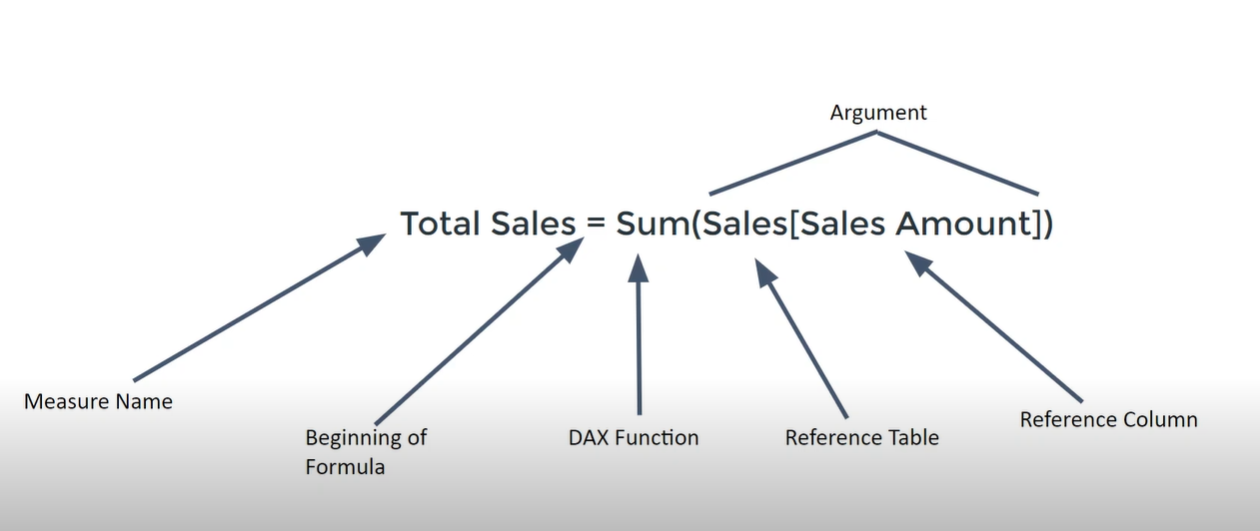 Argument
Total Sales = Sum(Sales[Sales Amount])
Measure Name
Beginning of
Formula
DAX Function
Reference Table
Reference Column